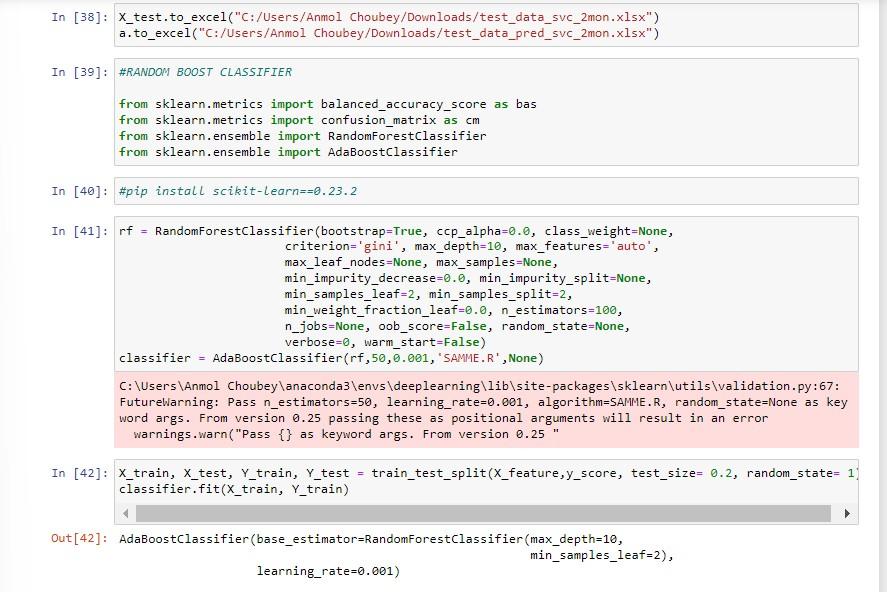 In [38]: X_test.to_excel("C:/Users/Anmol Choubey/Downloads/test_data_svc_2mon.xlsx")
a.to_excel("C:/Users/Anmol Choubey/Downloads/test_data_pred_svc_2mon.xlsx")
In [39]: #RANDOM BOOST CLASSIFIER
from sklearn.metrics import balanced_accuracy_score as bas
from sklearn.metrics import confusion_matrix as cm
from sklearn.ensemble import RandomForestClassifier
from sklearn.ensemble import AdaBoostClassifier
In [40]: #pip install scikit-learn==0.23.2
In [41]: rf = RandomForestClassifier(bootstrap=True, ccp_alpha=0.0, class_weight=None,
criterion='gini', max_depth=10, max_features='auto',
max_leaf_nodes=None, max_samples=None,
min_impurity_decrease=0.0, min_impurity_split=None,
min_samples_leaf=2, min_samples_split=2,
min_weight_fraction_leaf=0.0, n_estimators=100,
n_jobs=None, oob_score=False, random_state=None,
verbose=0, warm_start=False)
classifier = AdaBoostClassifier(rf,50,0.001,'SAMME.R',None)
C:\Users\Anmol Choubey\anaconda3\envs\deeplearning\lib\site-packages\sklearn\utils\validation.py:67:
FutureWarning: Pass n_estimators=50, learning_rate=0.001, algorithm=SAMME.R, random_state=None as key
word args. From version 0.25 passing these as positional arguments will result in an error
warnings.warn("Pass {} as keyword args. From version 0.25 "
In [42]: X_train, X_test, Y_train, Y_test = train_test_split(X_feature,y_score, test_size= 0.2, random_state= 1)
classifier.fit(X_train, Y_train)
Out[42]: AdaBoostClassifier(base_estimator=RandomForestClassifier(max_depth=10,
min_samples_leaf=2),
learning_rate=0.001)